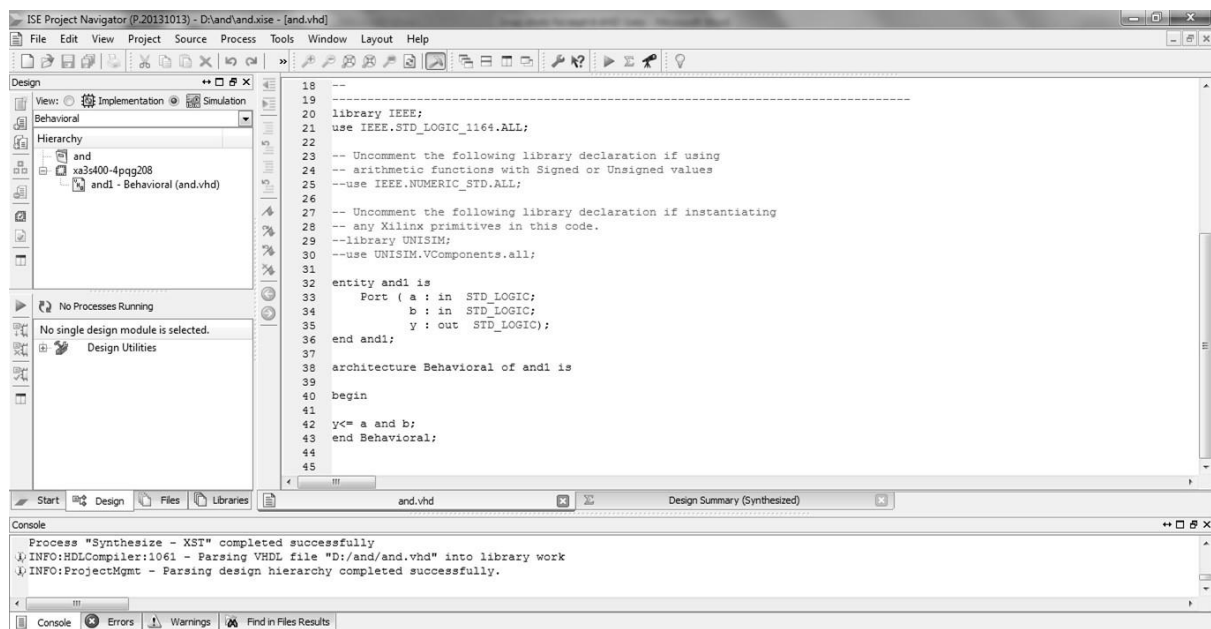 ISE Project Navigator (P.20131013) - D:\and\and.xise - [and.vhd]
File Edit View Project Source Process Tools Window Layout Help
Design
View: Implementation Simulation
Behavioral
Hierarchy
and
xa3s400-4pqg208
and1 - Behavioral (and.vhd)
No Processes Running
No single design module is selected.
Design Utilities
Start Design Files Libraries
18 --
19 ----------------------------------------------------------------------------------
20 library IEEE;
21 use IEEE.STD_LOGIC_1164.ALL;
22
23 -- Uncomment the following library declaration if using
24 -- arithmetic functions with Signed or Unsigned values
25 --use IEEE.NUMERIC_STD.ALL;
26
27 -- Uncomment the following library declaration if instantiating
28 -- any Xilinx primitives in this code.
29 --library UNISIM;
30 --use UNISIM.VComponents.all;
31
32 entity and1 is
33     Port ( a : in  STD_LOGIC;
34            b : in  STD_LOGIC;
35            y : out  STD_LOGIC);
36 end and1;
37
38 architecture Behavioral of and1 is
39
40 begin
41
42 y<= a and b;
43 end Behavioral;
44
45
and.vhd Design Summary (Synthesized)
Console
Process "Synthesize - XST" completed successfully
INFO:HDLCompiler:1061 - Parsing VHDL file "D:/and/and.vhd" into library work
INFO:ProjectMgmt - Parsing design hierarchy completed successfully.
Console Errors Warnings Find in Files Results